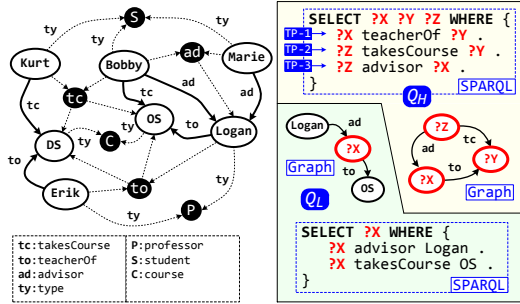 S
ty
ty
ty
Kurt
Bobby
ad
Marie
tc
tc
ad
ad
tc
OS
ty
C
ty
to
DS
Logan
to
Erik
to
ty
ty
P
tc:takesCourse
to:teacherOf
ad:advisor
ty:type
P:professor
S:student
C:course
SELECT ?X ?Y ?Z WHERE {
TP-1 ?X teacherOf ?Y .
TP-2 ?Z takesCourse ?Y .
TP-3 ?Z advisor ?X .
}
SPARQL
QH
Logan
ad
?X
Graph
to
OS
QL
?Z
tc
ad
?Y
to
?X
Graph
SELECT ?X WHERE {
?X advisor Logan .
?X takesCourse OS .
}
SPARQL